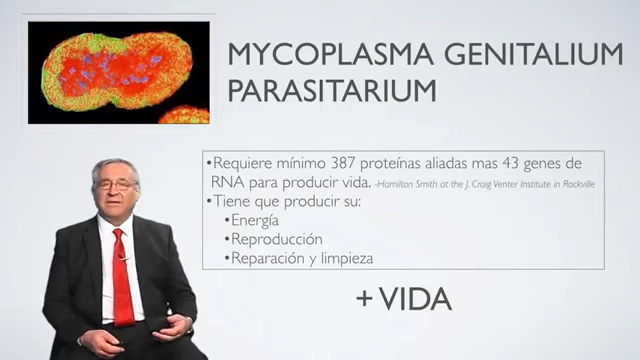 MYCOPLASMA GENITALIUM
PARASITARIUM
•Requiere mínimo 387 proteínas aliadas mas 43 genes de
RNA para producir vida. -Hamilton Smith at the J. Craig Venter Institute in Rockville
•Tiene que producir su:
•Energía
•Reproducción
•Reparación y limpieza
+ VIDA